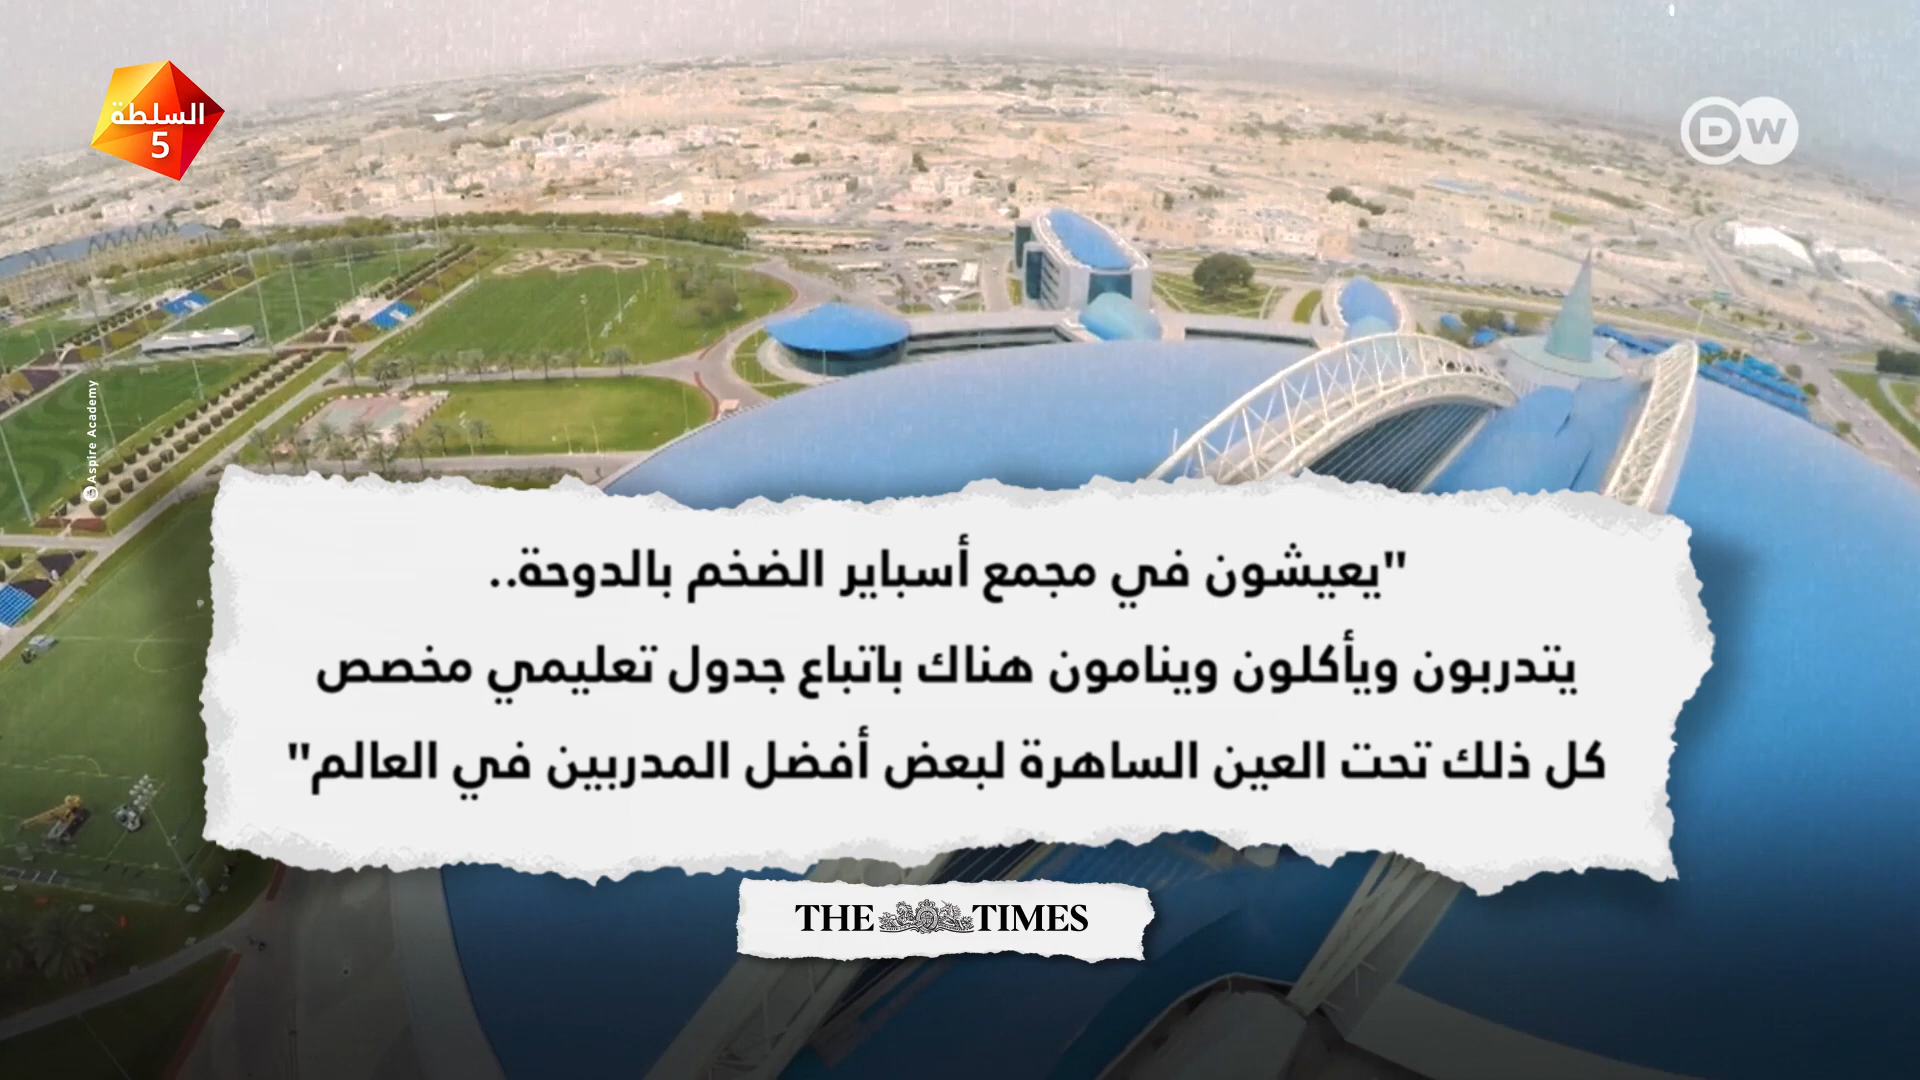 السلطة
5
DW
© Aspire Academy
"يعيشون في مجمع أسباير الضخم بالدوحة..
يتدربون ويأكلون وينامون هناك باتباع جدول تعليمي مخصص
كل ذلك تحت العين الساهرة لبعض أفضل المدربين في العالم"
THE TIMES